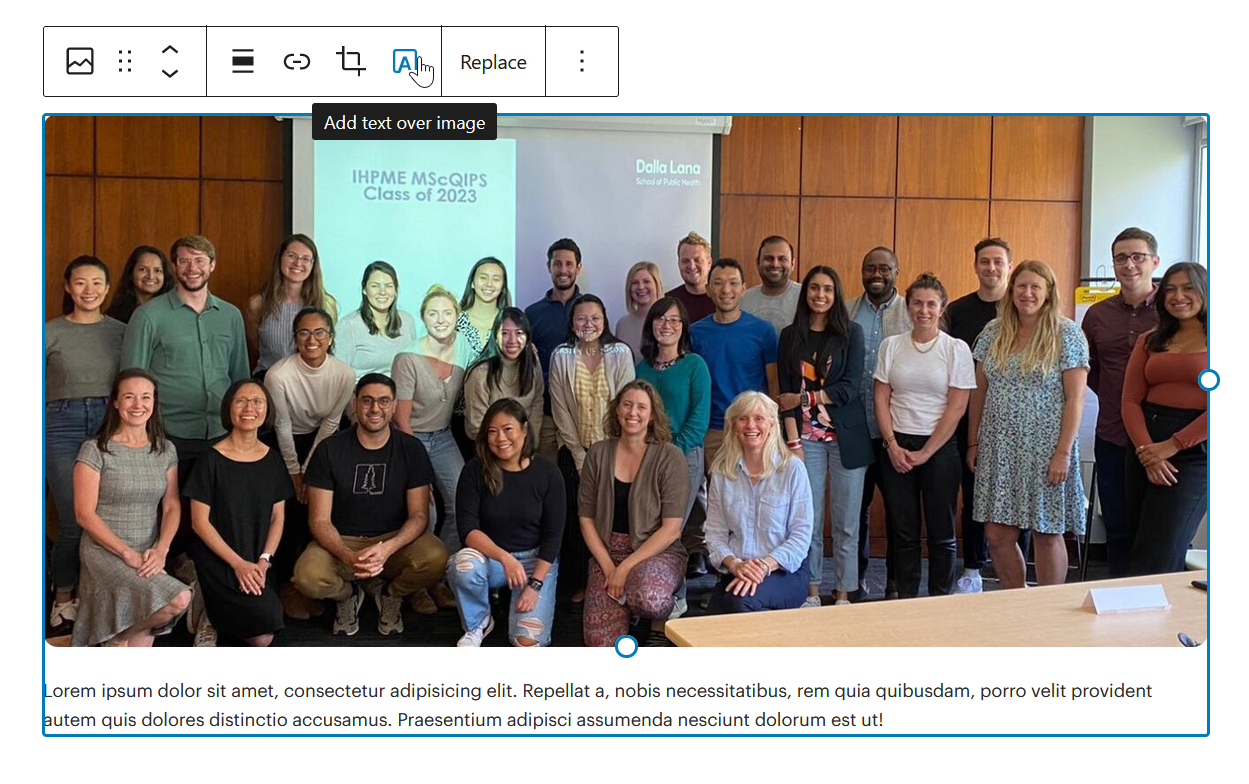 A
Replace
Add text over image
IHPME MScQIPS
Class of 2023
Dalla Lana
School of Public Health
Lorem ipsum dolor sit amet, consectetur adipisicing elit. Repellat a, nobis necessitatibus, rem quia quibusdam, porro velit provident
autem quis dolores distinctio accusamus. Praesentium adipisci assumenda nesciunt dolorum est ut!